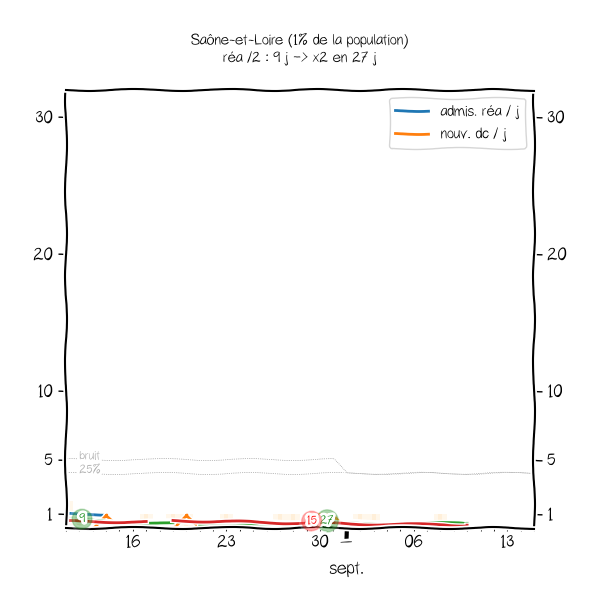 Saône-et-Loire (1% de la population)
réa /2 : 9 j -> x2 en 27 j
admis. réa / j
nouv. dc / j
30 30
20 20
10 10
5 bruit 5
25%
1 9 15 27 1
16 23 30 06 13
sept.